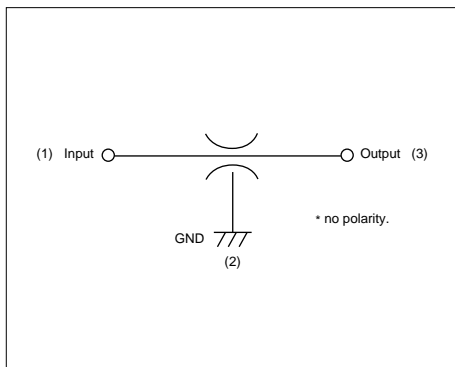 (1) Input Output (3)
* no polarity.
GND
(2)